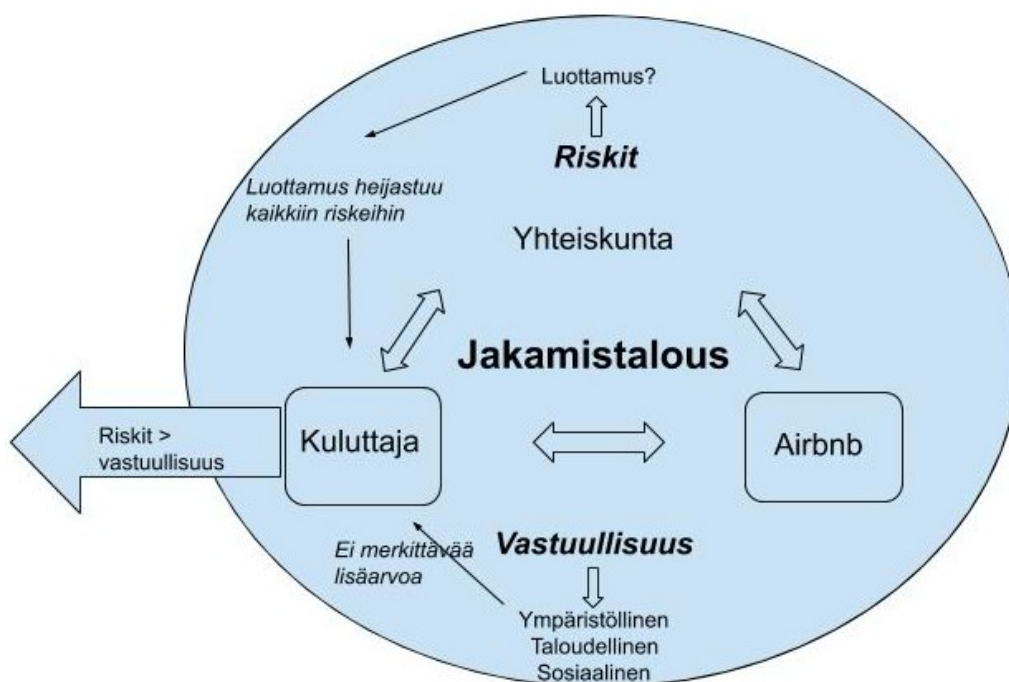 Luottamus?
Riskit
Luottamus heijastuu
kaikkiin riskeihin
Yhteiskunta
Jakamistalous
Riskit >
vastuullisuus
Kuluttaja
Airbnb
Ei merkittävää
lisäarvoa
Vastuullisuus
Ympäristöllinen
Taloudellinen
Sosiaalinen